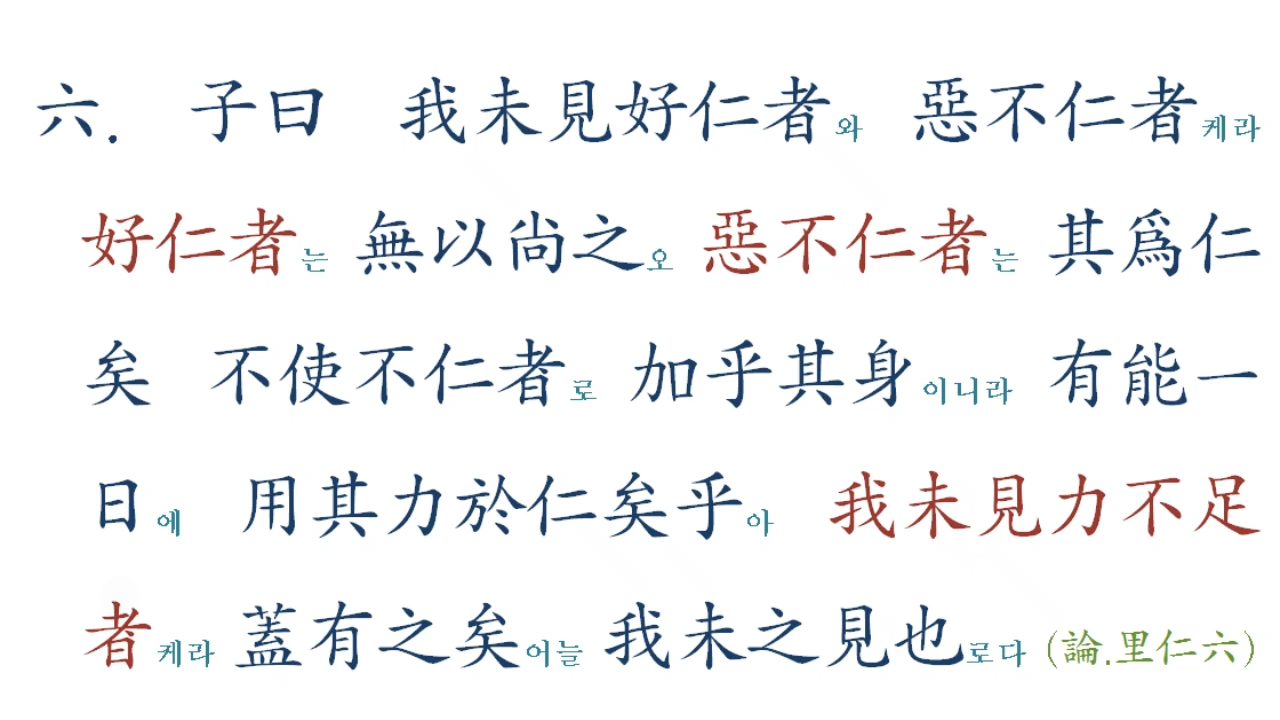 六. 子曰 我未見好仁者와 惡不仁者케라
好仁者는 無以尙之오 惡不仁者는 其爲仁
矣 不使不仁者로 加乎其身이니라 有能一
日에 用其力於仁矣乎아 我未見力不足
者케라 蓋有之矣어늘 我未之見也로다 (論.里仁六)